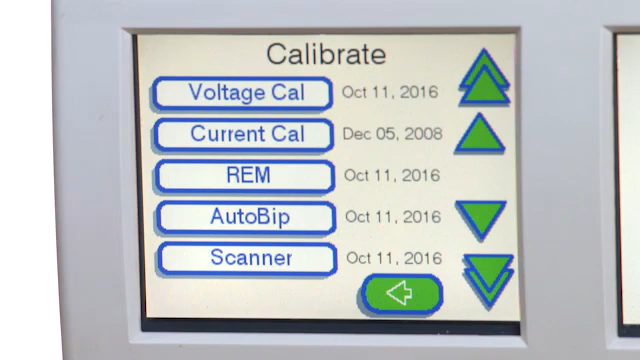 Calibrate
Voltage Cal Oct 11, 2016
Current Cal Dec 05, 2008
REM Oct 11, 2016
AutoBip Oct 11, 2016
Scanner Oct 11, 2016